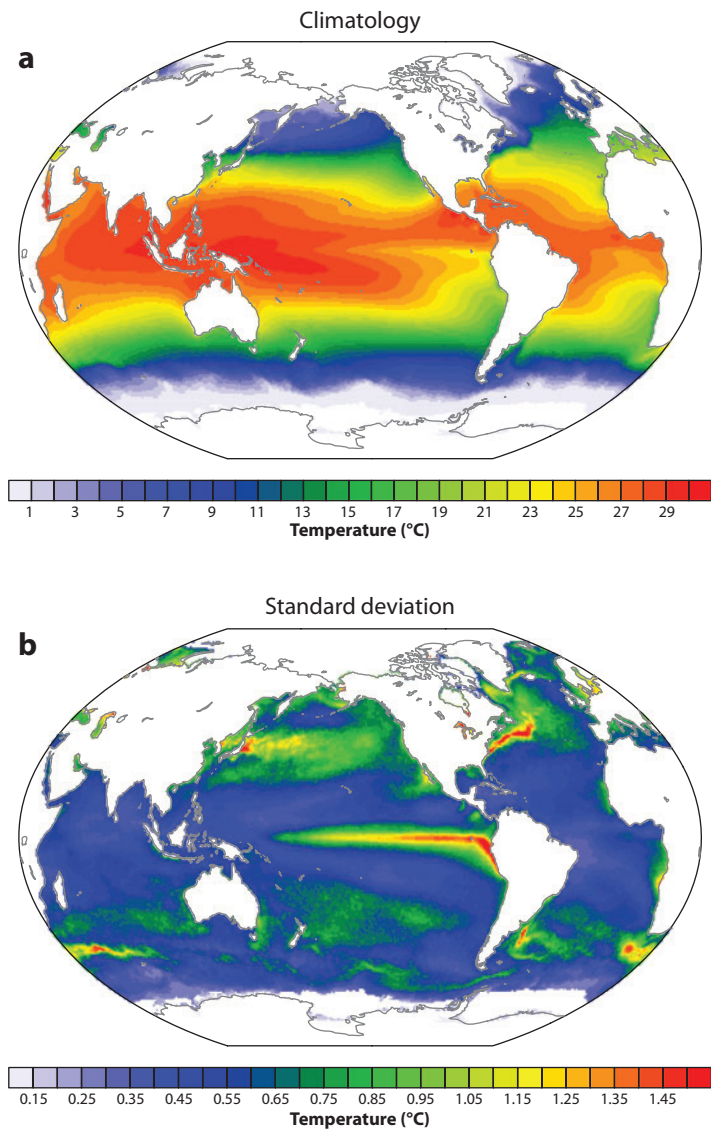 Climatology
a
1 3 5 7 9 11 13 15 17 19 21 23 25 27 29
Temperature (°C)
Standard deviation
b
0.15 0.25 0.35 0.45 0.55 0.65 0.75 0.85 0.95 1.05 1.15 1.25 1.35 1.45
Temperature (°C)